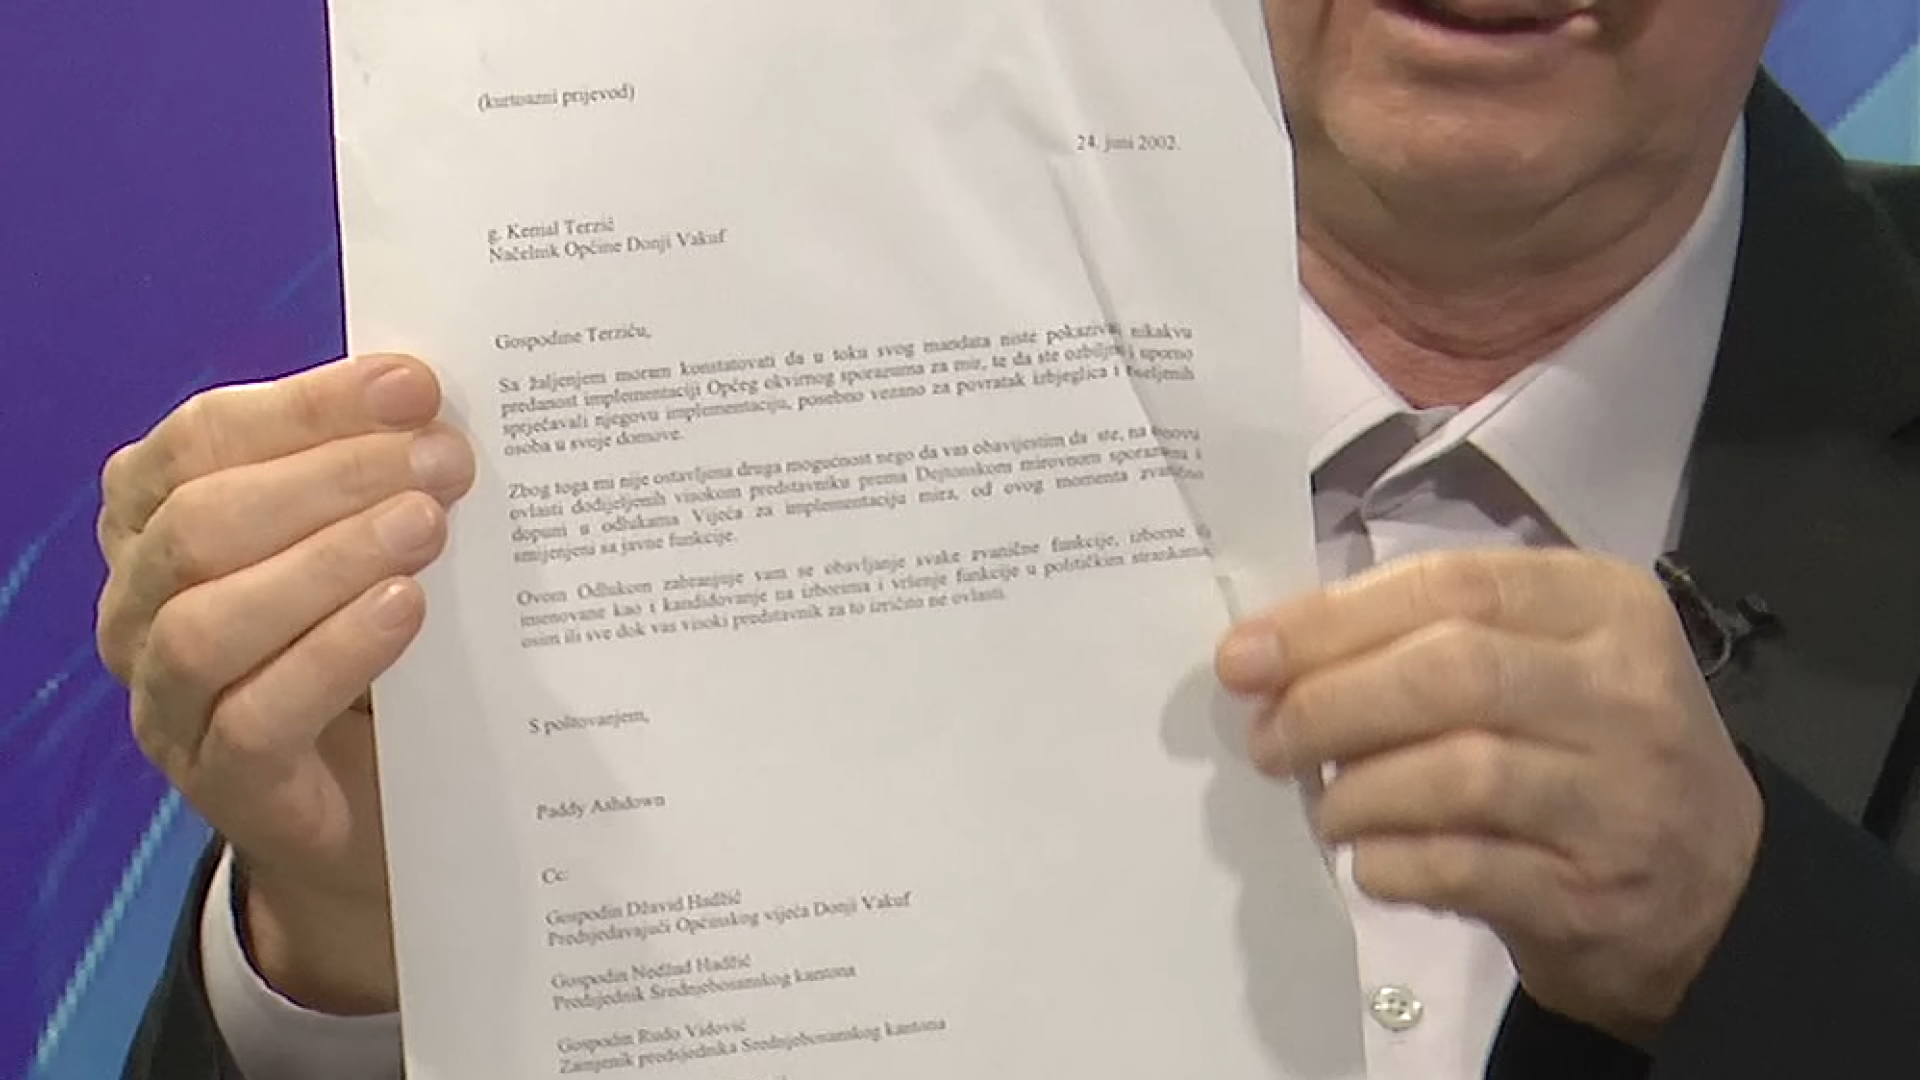 (kurtoazni prijevod)
24. juni 2002.
g. Kemal Terzić
Načelnik Općine Donji Vakuf
Gospodine Terziću,
Sa žaljenjem moram konstatovati da u toku svog mandata niste pokazivali nikakvu
predanost implementaciji Općeg okvirnog sporazuma za mir, te da ste ozbiljno i uporno
sprječavali njegovu implementaciju, posebno vezano za povratak izbjeglica i raseljenih
osoba u svoje domove.
Zbog toga mi nije ostavljena druga mogućnost nego da vas obavijestim da ste, na osnovu
ovlasti dodijeljenih visokom predstavniku prema Dejtonskom mirovnom sporazumu i
dopuni u odlukama Vijeća za implementaciju mira, od ovog momenta zvanično
smijenjeni sa javne funkcije.
Ovom Odlukom zabranjuje vam se obavljanje svake zvanične funkcije, izborne ili
imenovane kao i kandidovanje na izborima i vršenje funkcije u političkim strankama
osim ili sve dok vas visoki predstavnik za to izričito ne ovlasti.
S poštovanjem,
Paddy Ashdown
Cc:
Gospodin Džavid Hadžić
Predsjedavajući Općinskog vijeća Donji Vakuf
Gospodin Nedžad Hadžić
Predsjednik Srednjebosanskog kantona
Gospodin Rudo Vidović
Zamjenik predsjednika Srednjebosanskog kantona